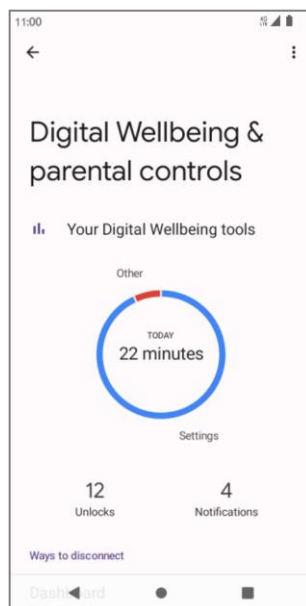 11:00
Digital Wellbeing &
parental controls
Your Digital Wellbeing tools
Other
TODAY
22 minutes
Settings
12
4
Unlocks
Notifications
Ways to disconnect
Dashboard